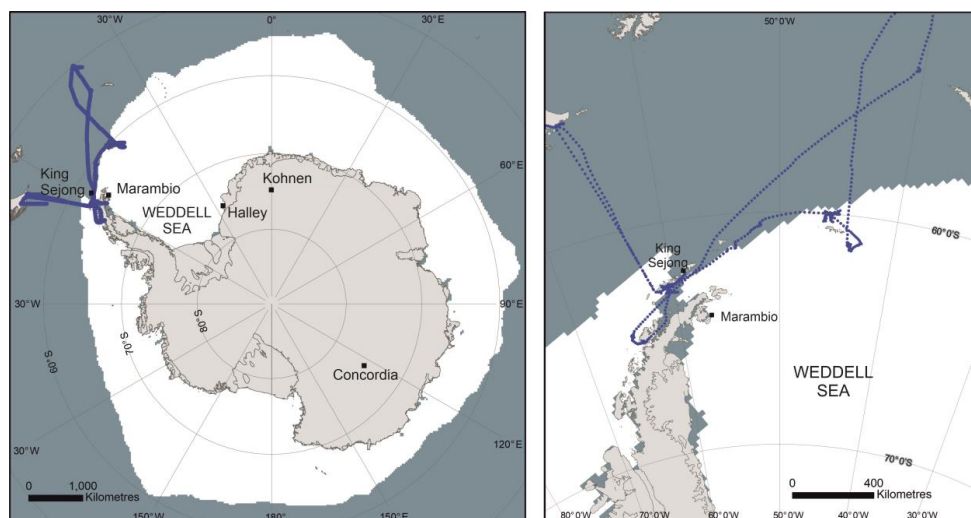 30°W
0°
30°E
60°E
King
Sejong
Marambio
Kohnen
WEDDELL
SEA
Halley
30°W
80°S
70°S
60°S
90°E
Concordia
30°W
120°E
0
1,000
Kilometres
150°W
180°
150°E
50°0'W
King
Sejong
60°0'S
Marambio
WEDDELL
SEA
70°0'S
0
400
Kilometres
80°0'W
70°0'W
60°0'W
50°0'W
40°0'W
30°0'W